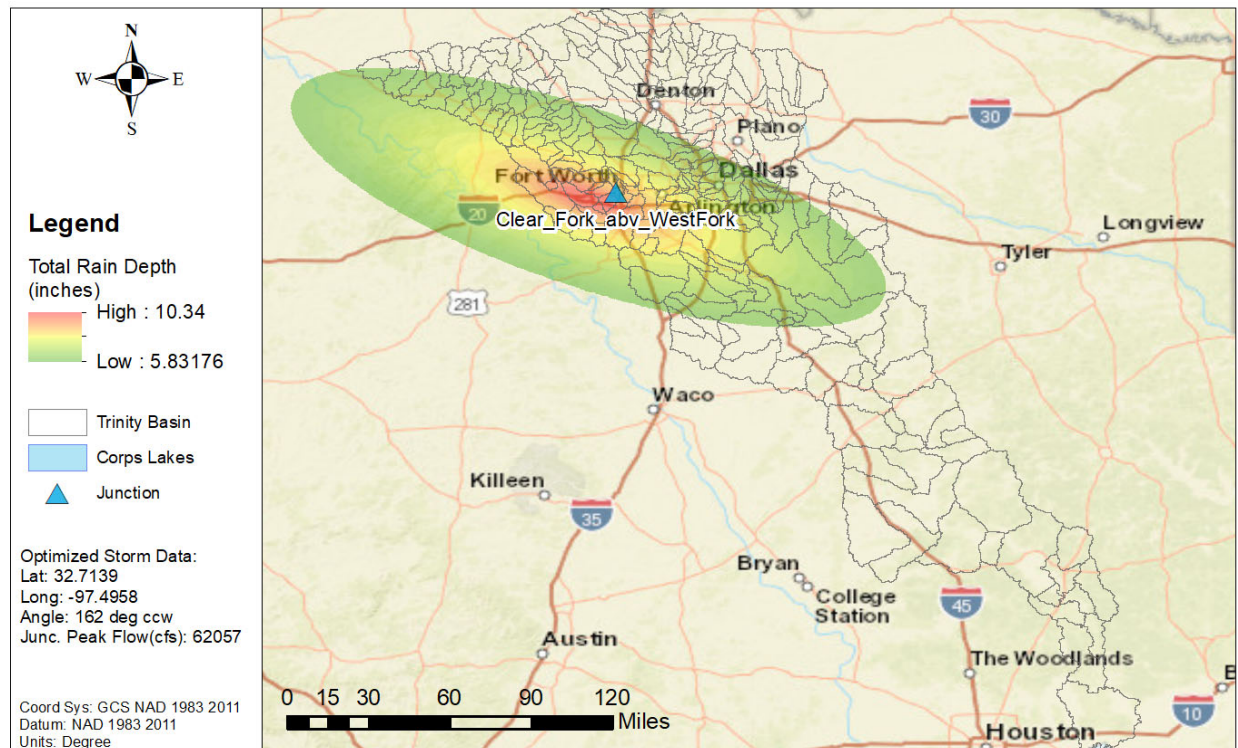 N
W
E
S
Legend
Total Rain Depth
(inches)
High : 10.34
Low : 5.83176
Trinity Basin
Corps Lakes
Junction
Optimized Storm Data:
Lat: 32.7139
Long: -97.4958
Angle: 162 deg ccw
Junc. Peak Flow(cfs): 62057
Coord Sys: GCS NAD 1983 2011
Datum: NAD 1983 2011
Units: Degree
Denton
30
Plano
Dallas
Fort Worth
Arlington
20
Clear_Fork_abv_WestFork
Longview
Tyler
281
Waco
Killeen
35
Bryan
College
Station
45
Austin
The Woodlands
B
10
Houston
0 15 30 60 90 120
Miles